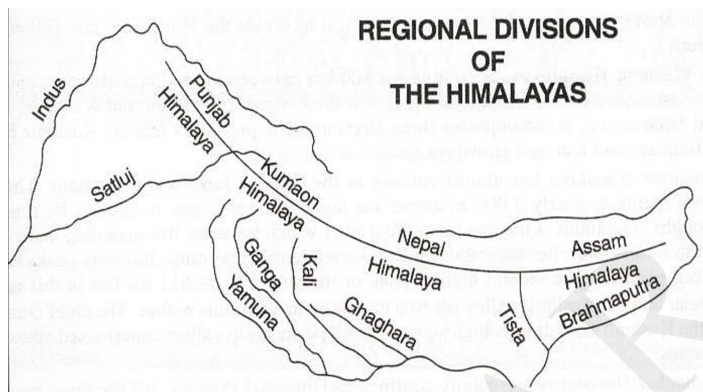 REGIONAL DIVISIONS
OF
THE HIMALAYAS
Indus
Punjab
Himalaya
Satluj
Kumaon
Himalaya
Ganga
Yamuna
Kali
Nepal
Himalaya
Ghaghara
Tista
Assam
Himalaya
Brahmaputra